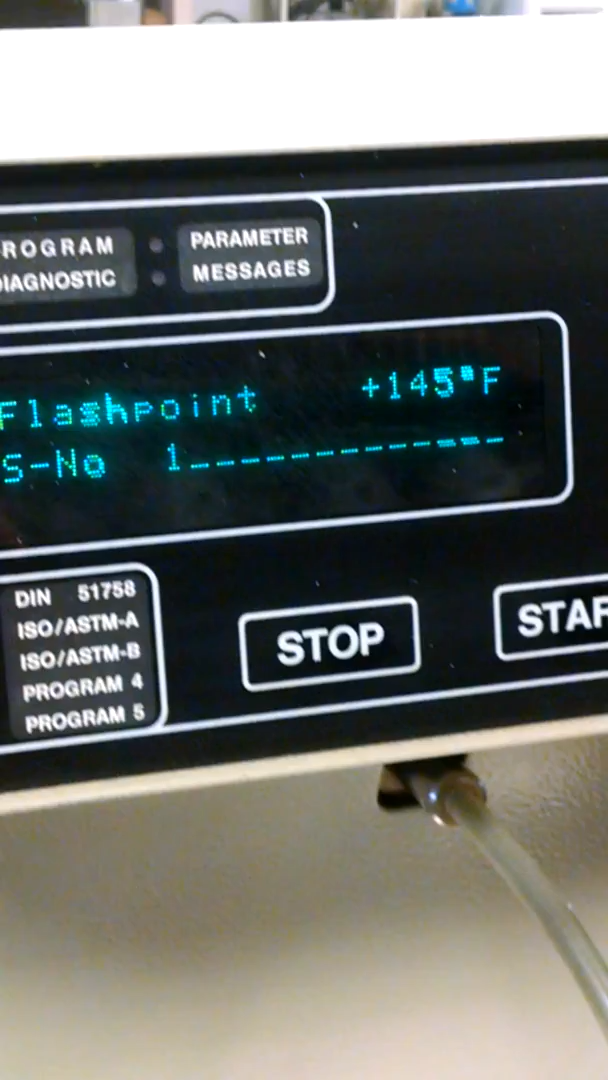 ROGRAM
DIAGNOSTIC
PARAMETER
MESSAGES
Flashpoint +145°F
S-No 1_____________
DIN 51758
ISO/ASTM-A
ISO/ASTM-B
PROGRAM 4
PROGRAM 5
STOP
STAR